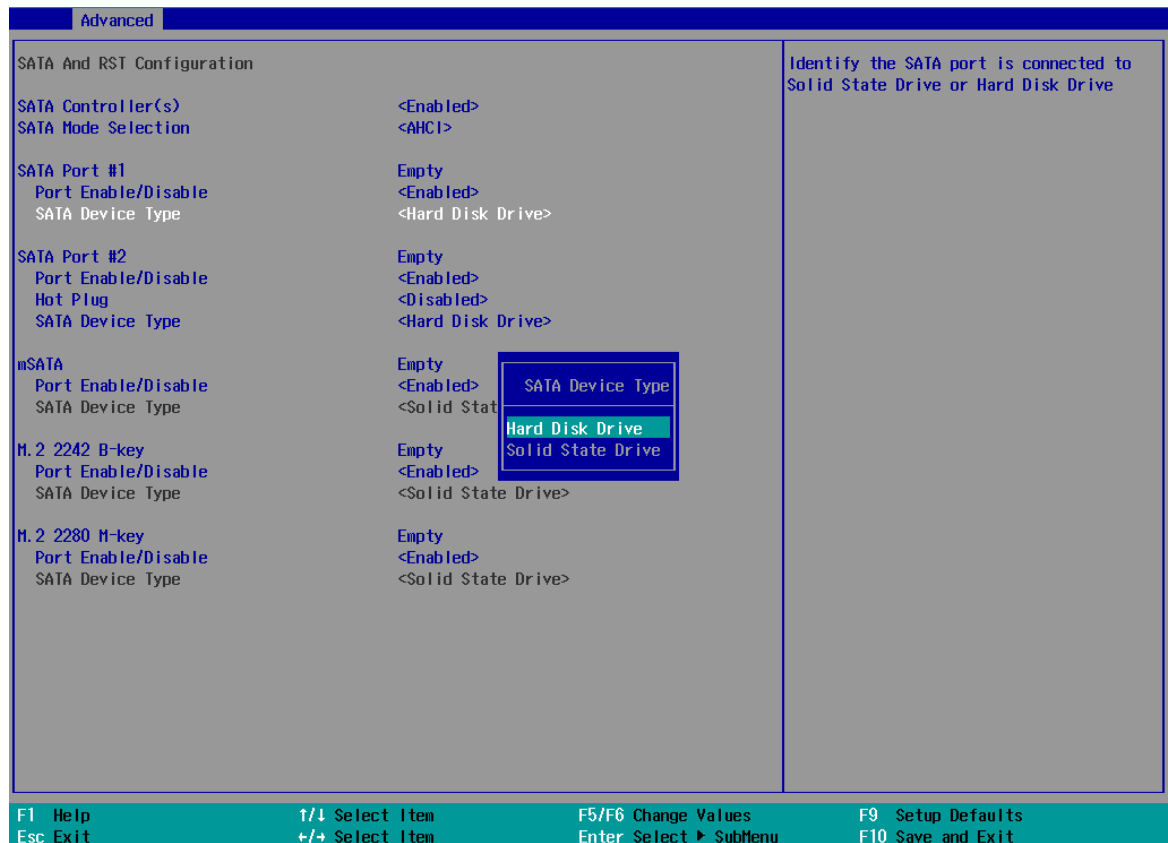 Advanced
SATA And RST Configuration
SATA Controller(s) <Enabled>
SATA Mode Selection <AHCI>
SATA Port #1 Empty
Port Enable/Disable <Enabled>
SATA Device Type <Hard Disk Drive>
SATA Port #2 Empty
Port Enable/Disable <Enabled>
Hot Plug <Disabled>
SATA Device Type <Hard Disk Drive>
mSATA Empty
Port Enable/Disable <Enabled>
SATA Device Type <Solid Stat
M.2 2242 B-key Empty
Port Enable/Disable <Enabled>
SATA Device Type <Solid State Drive>
M.2 2280 M-key Empty
Port Enable/Disable <Enabled>
SATA Device Type <Solid State Drive>
SATA Device Type
Hard Disk Drive
Solid State Drive
Identify the SATA port is connected to
Solid State Drive or Hard Disk Drive
F1 Help ↑/↓ Select Item F5/F6 Change Values F9 Setup Defaults
Esc Exit ←/→ Select Item Enter Select ▶ SubMenu F10 Save and Exit